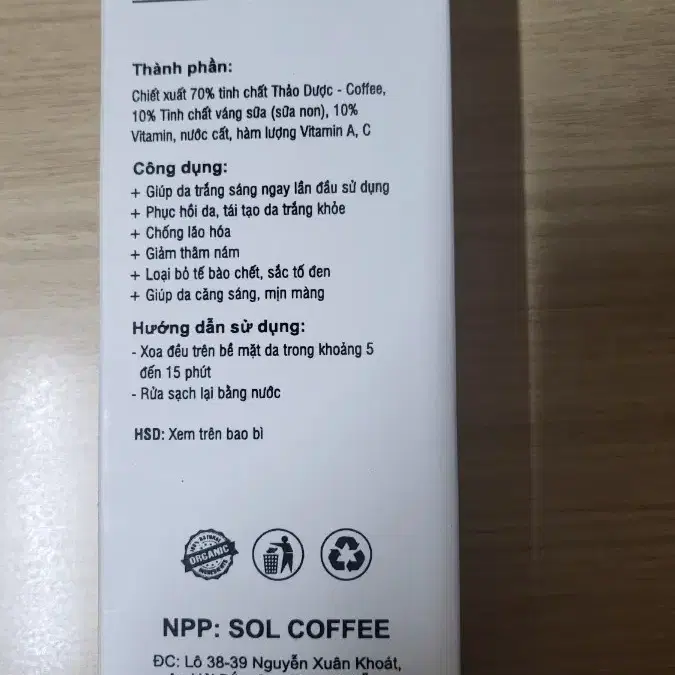 Thành phần:
Chiết xuất 70% tinh chất Thảo Dược - Coffee,
10% Tinh chất váng sữa (sữa non), 10%
Vitamin, nước cất, hàm lượng Vitamin A, C
Công dụng:
+ Giúp da trắng sáng ngay lần đầu sử dụng
+ Phục hồi da, tái tạo da trắng khỏe
+ Chống lão hóa
+ Giảm thâm nám
+ Loại bỏ tế bào chết, sắc tố đen
+ Giúp da căng sáng, mịn màng
Hướng dẫn sử dụng:
- Xoa đều trên bề mặt da trong khoảng 5
đến 15 phút
- Rửa sạch lại bằng nước
HSD: Xem trên bao bì
100% NATURAL
ORGANIC
NPP: SOL COFFEE
ĐC: Lô 38-39 Nguyễn Xuân Khoát,